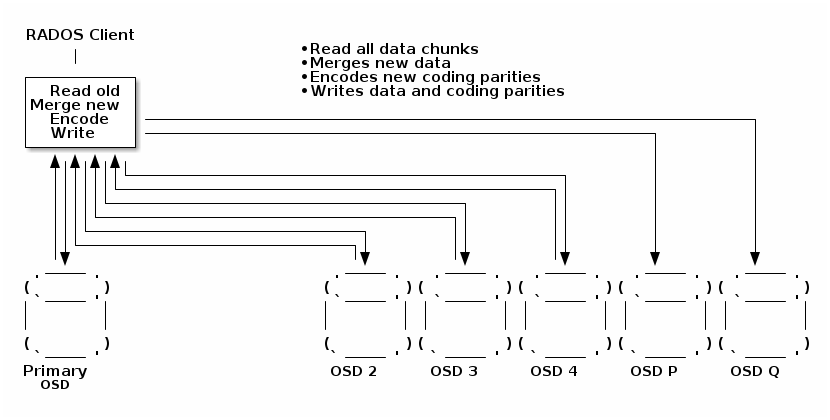 RADOS Client
•Read all data chunks
•Merges new data
•Encodes new coding parities
•Writes data and coding parities
Read old
Merge new
Encode
Write
Primary
OSD
OSD 2
OSD 3
OSD 4
OSD P
OSD Q